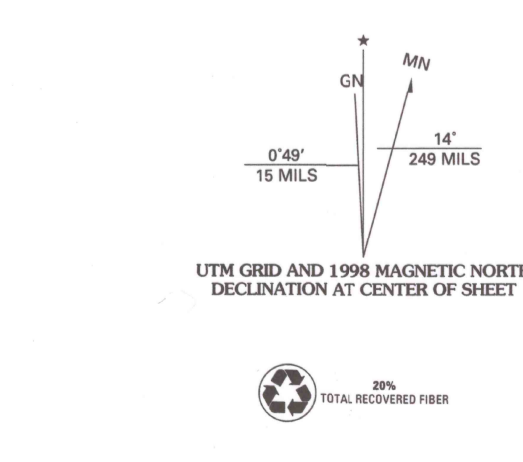 MN
GN
14°
249 MILS
0°49′
15 MILS
UTM GRID AND 1998 MAGNETIC NORTH
DECLINATION AT CENTER OF SHEET
20%
TOTAL RECOVERED FIBER